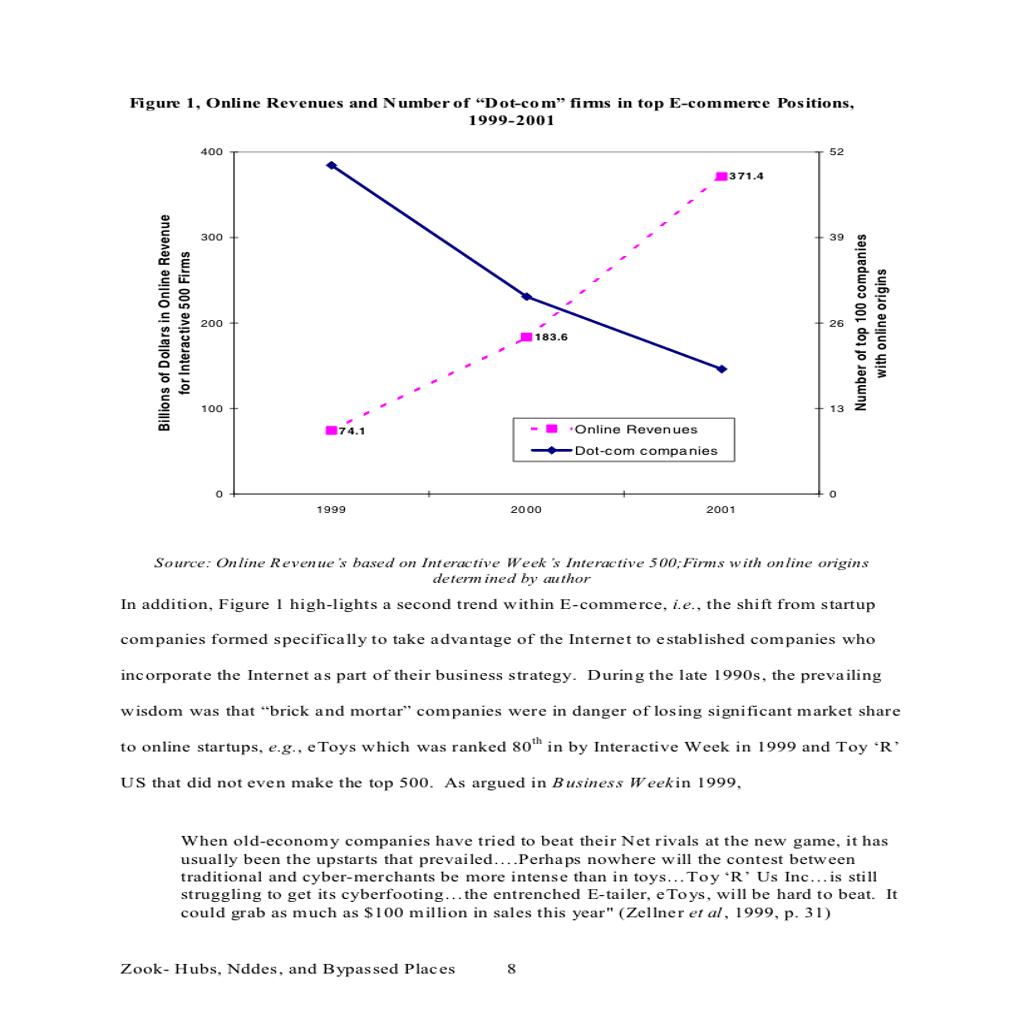 Figure 1, Online Revenues and Number of “Dot-com” firms in top E-commerce Positions,
1999-2001
400
300
200
100
0
52
39
26
13
0
Billions of Dollars in Online Revenue
for Interactive 500 Firms
Number of top 100 companies
with online origins
371.4
183.6
74.1
Online Revenues
Dot-com companies
1999
2000
2001
Source: Online Revenue’s based on Interactive Week’s Interactive 500;Firms with online origins
determined by author
In addition, Figure 1 high-lights a second trend within E-commerce, i.e., the shift from startup
companies formed specifically to take advantage of the Internet to established companies who
incorporate the Internet as part of their business strategy. During the late 1990s, the prevailing
wisdom was that “brick and mortar” companies were in danger of losing significant market share
to online startups, e.g., eToys which was ranked 80th in by Interactive Week in 1999 and Toy ‘R’
US that did not even make the top 500. As argued in Business Week in 1999,
When old-economy companies have tried to beat their Net rivals at the new game, it has
usually been the upstarts that prevailed….Perhaps nowhere will the contest between
traditional and cyber-merchants be more intense than in toys…Toy ‘R’ Us Inc…is still
struggling to get its cyberfooting…the entrenched E-tailer, eToys, will be hard to beat. It
could grab as much as $100 million in sales this year" (Zellner et al, 1999, p. 31)
Zook- Hubs, Nddes, and Bypassed Places 8